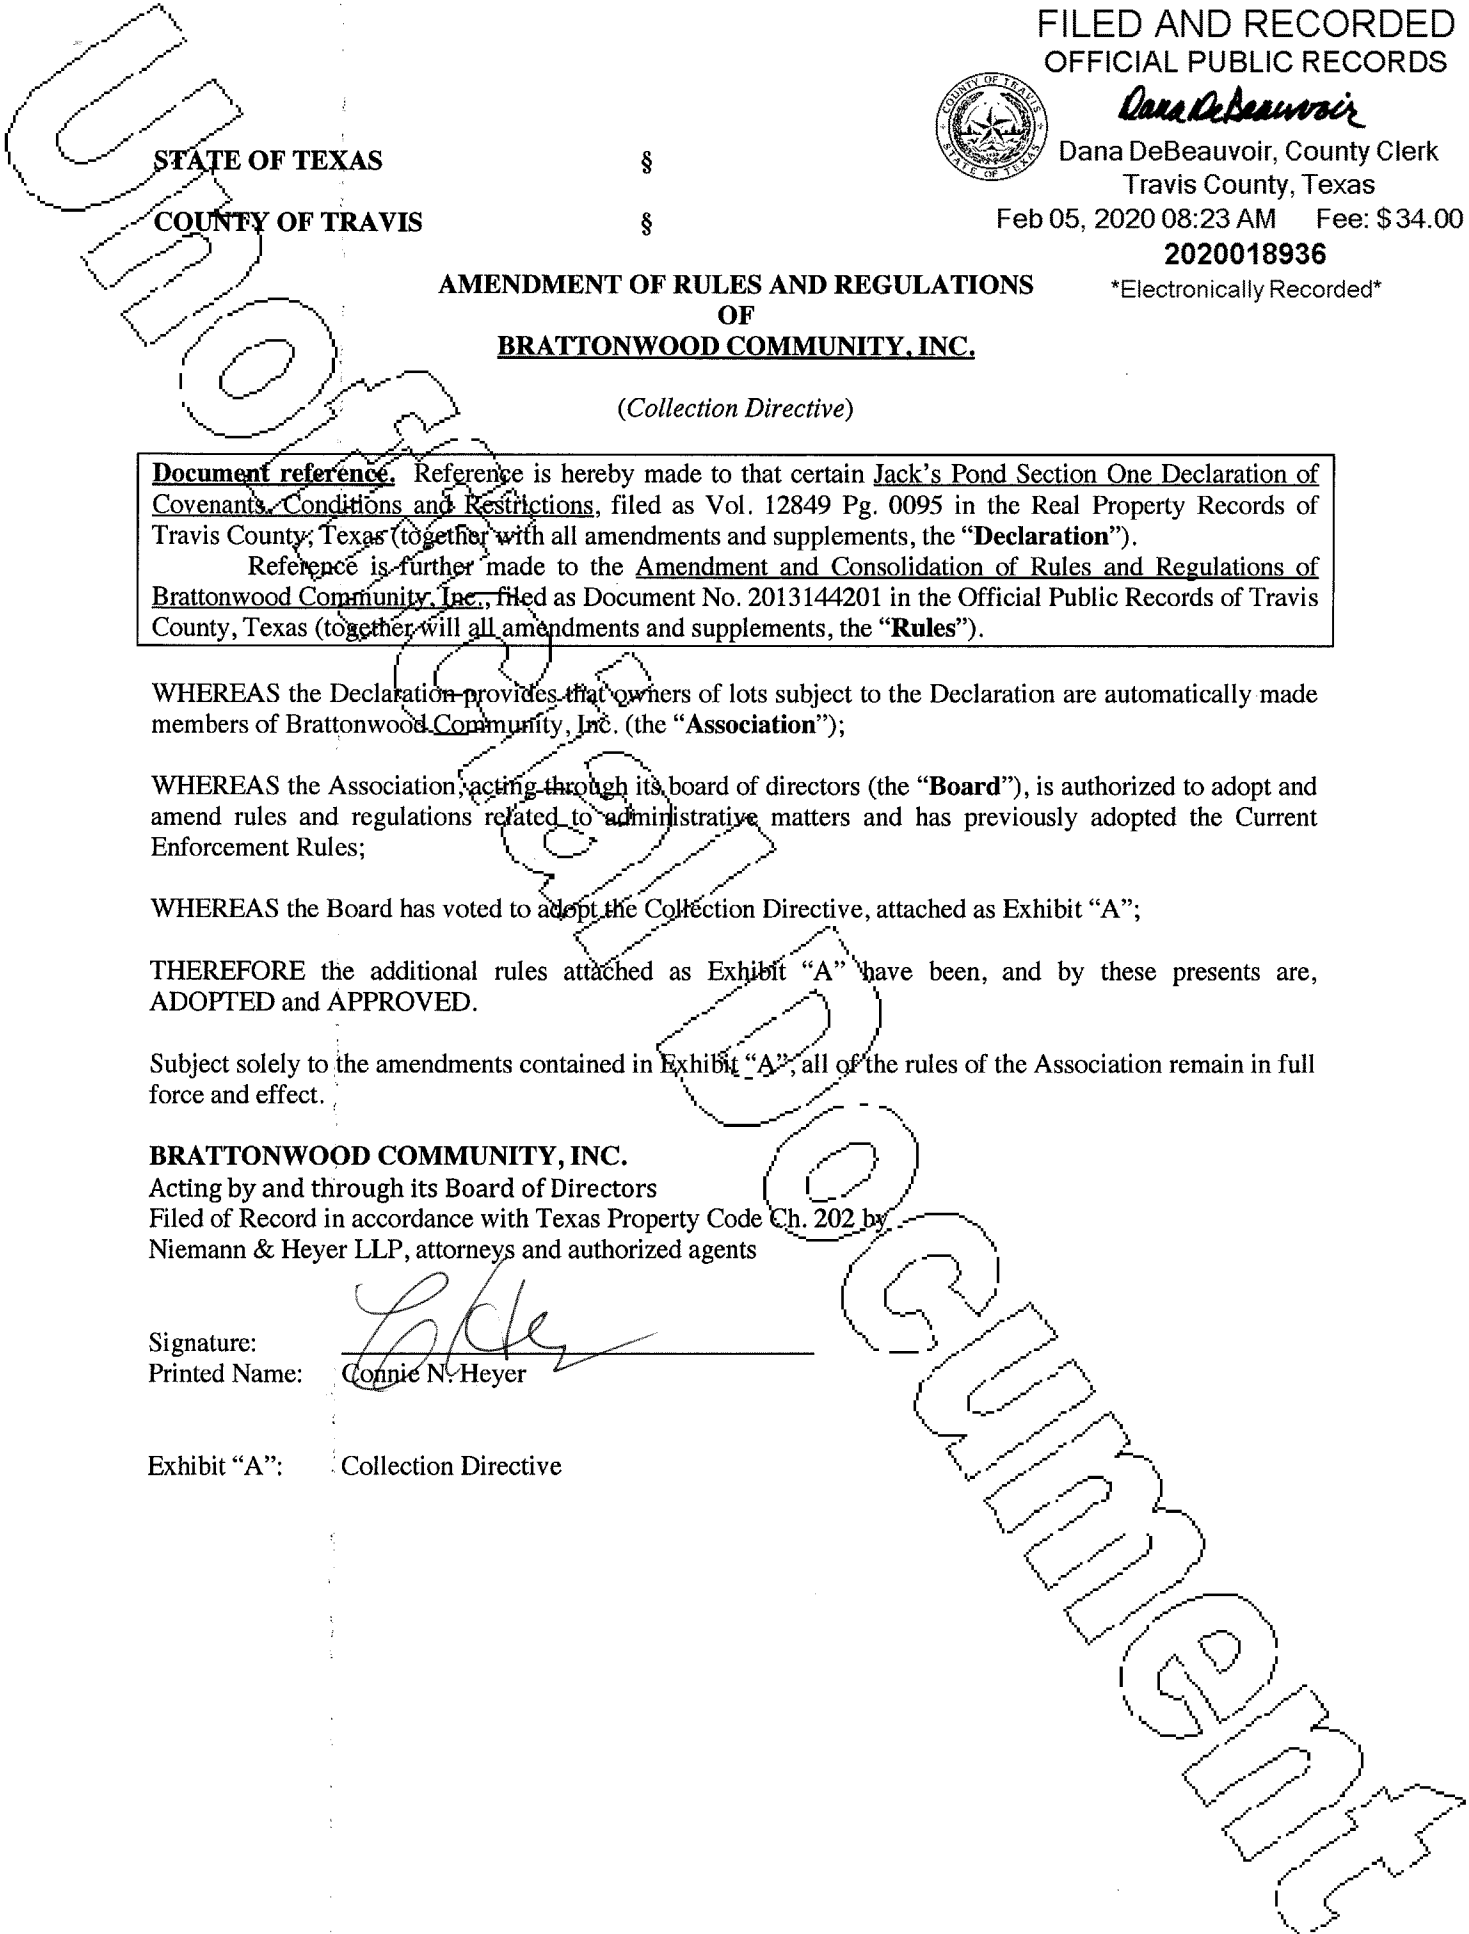 FILED AND RECORDED
OFFICIAL PUBLIC RECORDS
Dana DeBeauvoir
COUNTY OF TRAVIS
STATE OF TEXAS
Dana DeBeauvoir, County Clerk
Travis County, Texas
Feb 05, 2020 08:23 AM Fee: $34.00
2020018936
*Electronically Recorded*
STATE OF TEXAS §
COUNTY OF TRAVIS §
AMENDMENT OF RULES AND REGULATIONS
OF
BRATTONWOOD COMMUNITY, INC.
(Collection Directive)
Document reference. Reference is hereby made to that certain Jack's Pond Section One Declaration of
Covenants, Conditions and Restrictions, filed as Vol. 12849 Pg. 0095 in the Real Property Records of
Travis County, Texas (together with all amendments and supplements, the "Declaration").
Reference is further made to the Amendment and Consolidation of Rules and Regulations of
Brattonwood Community, Inc., filed as Document No. 2013144201 in the Official Public Records of Travis
County, Texas (together will all amendments and supplements, the "Rules").
WHEREAS the Declaration provides that owners of lots subject to the Declaration are automatically made
members of Brattonwood Community, Inc. (the "Association");
WHEREAS the Association, acting through its board of directors (the "Board"), is authorized to adopt and
amend rules and regulations related to administrative matters and has previously adopted the Current
Enforcement Rules;
WHEREAS the Board has voted to adopt the Collection Directive, attached as Exhibit "A";
THEREFORE the additional rules attached as Exhibit "A" have been, and by these presents are,
ADOPTED and APPROVED.
Subject solely to the amendments contained in Exhibit "A", all of the rules of the Association remain in full
force and effect.
BRATTONWOOD COMMUNITY, INC.
Acting by and through its Board of Directors
Filed of Record in accordance with Texas Property Code Ch. 202 by
Niemann & Heyer LLP, attorneys and authorized agents
Signature:
Printed Name: Connie N. Heyer
Exhibit "A": Collection Directive
Unofficial Document